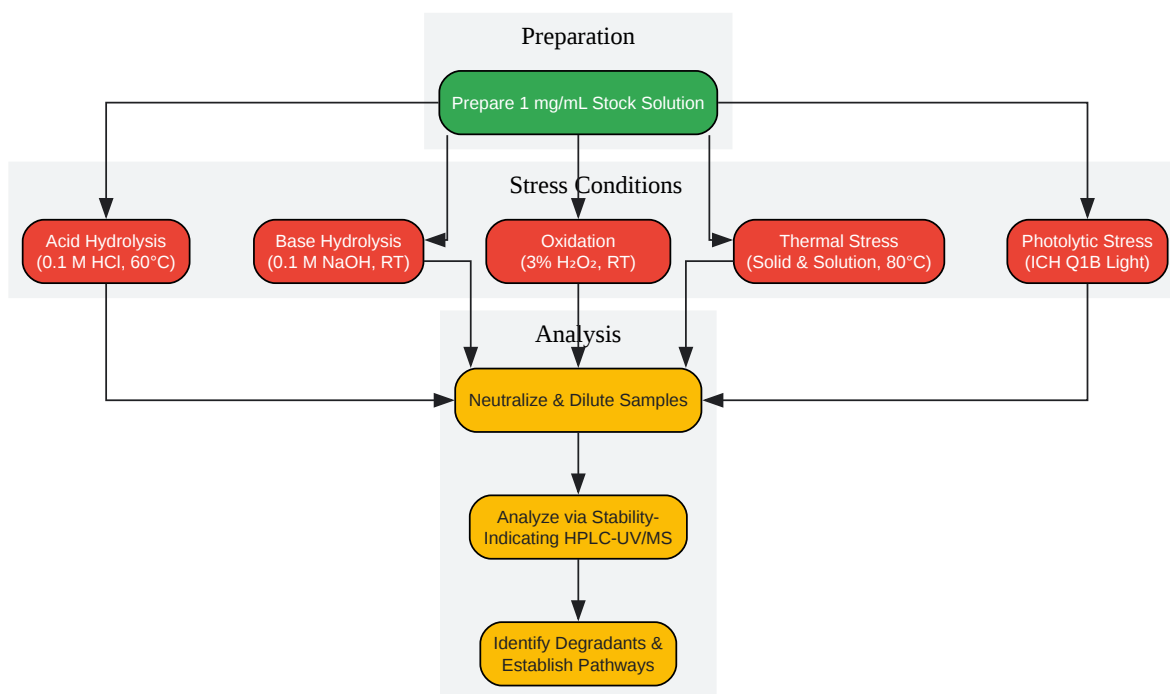 Preparation
Prepare 1 mg/mL Stock Solution
Stress Conditions
Acid Hydrolysis
(0.1 M HCl, 60°C)
Base Hydrolysis
(0.1 M NaOH, RT)
Oxidation
(3% H₂O₂, RT)
Thermal Stress
(Solid & Solution, 80°C)
Photolytic Stress
(ICH Q1B Light)
Analysis
Neutralize & Dilute Samples
Analyze via Stability-
Indicating HPLC-UV/MS
Identify Degradants &
Establish Pathways